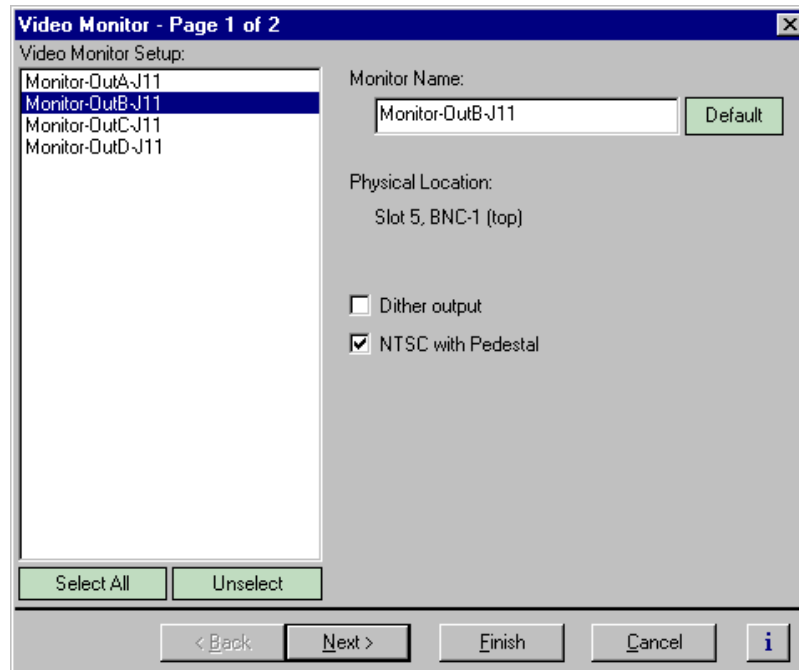 Video Monitor - Page 1 of 2
Video Monitor Setup:
Monitor-OutA-J11
Monitor-OutB-J11
Monitor-OutC-J11
Monitor-OutD-J11
Monitor Name:
Monitor-OutB-J11
Default
Physical Location:
Slot 5, BNC-1 (top)
Dither output
NTSC with Pedestal
Select All
Unselect
< Back
Next >
Finish
Cancel
i